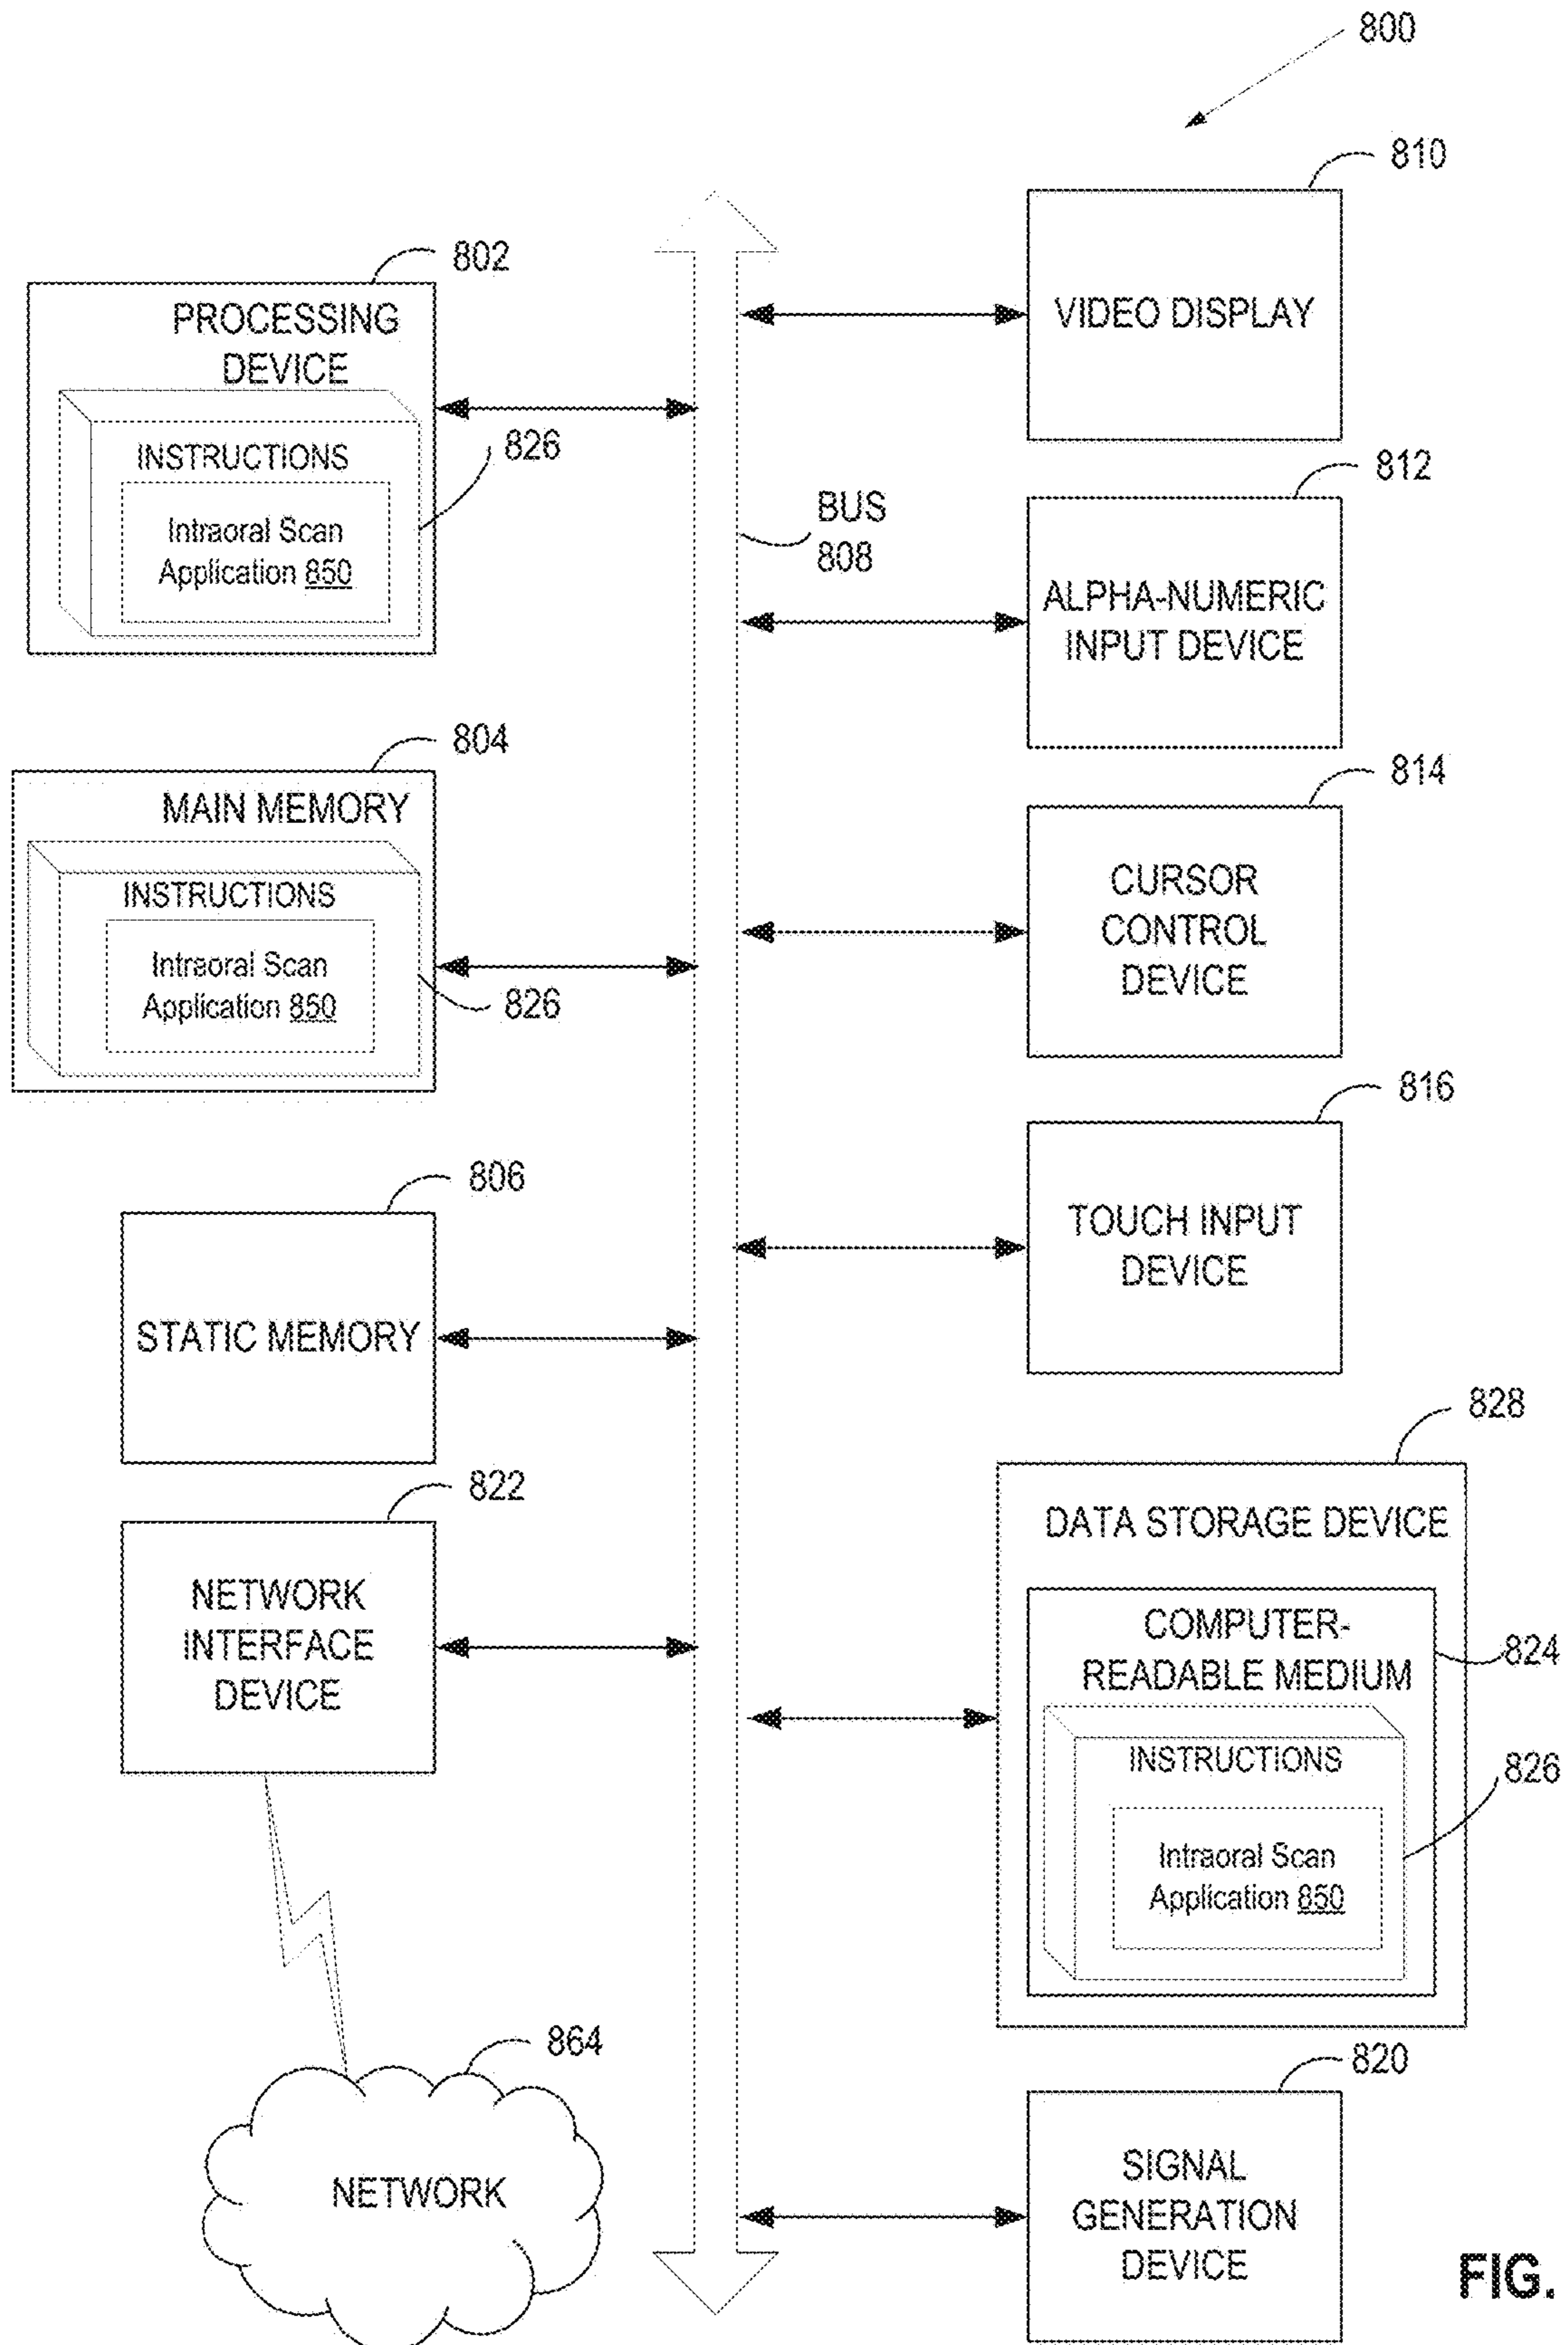 800
810
VIDEO DISPLAY
802
PROCESSING
DEVICE
INSTRUCTIONS
826
Intraoral Scan
Application 850
BUS
808
812
ALPHA-NUMERIC
INPUT DEVICE
804
MAIN MEMORY
INSTRUCTIONS
Intraoral Scan
Application 850
826
814
CURSOR
CONTROL
DEVICE
816
TOUCH INPUT
DEVICE
806
STATIC MEMORY
822
NETWORK
INTERFACE
DEVICE
828
DATA STORAGE DEVICE
COMPUTER-
READABLE MEDIUM
824
INSTRUCTIONS
826
Intraoral Scan
Application 850
864
NETWORK
820
SIGNAL
GENERATION
DEVICE
FIG.